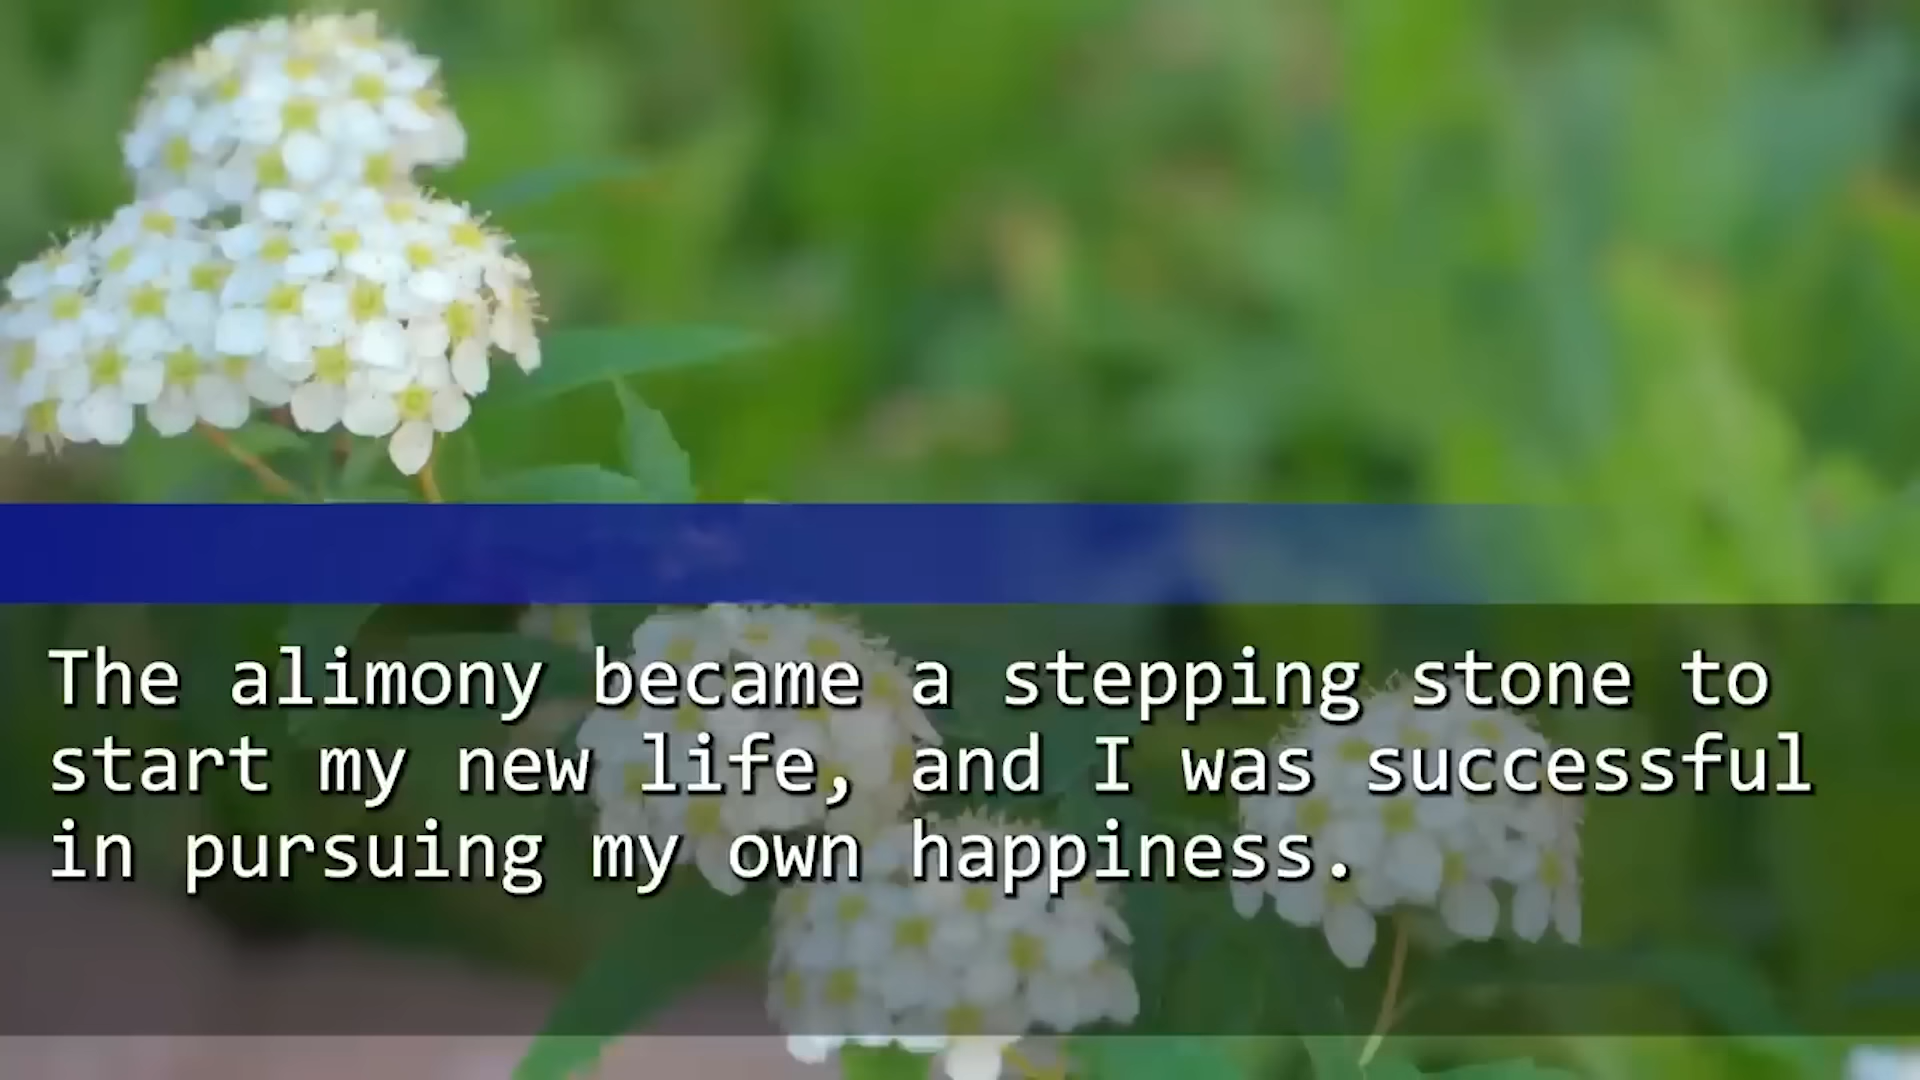 The alimony became a stepping stone to
start my new life, and I was successful
in pursuing my own happiness.